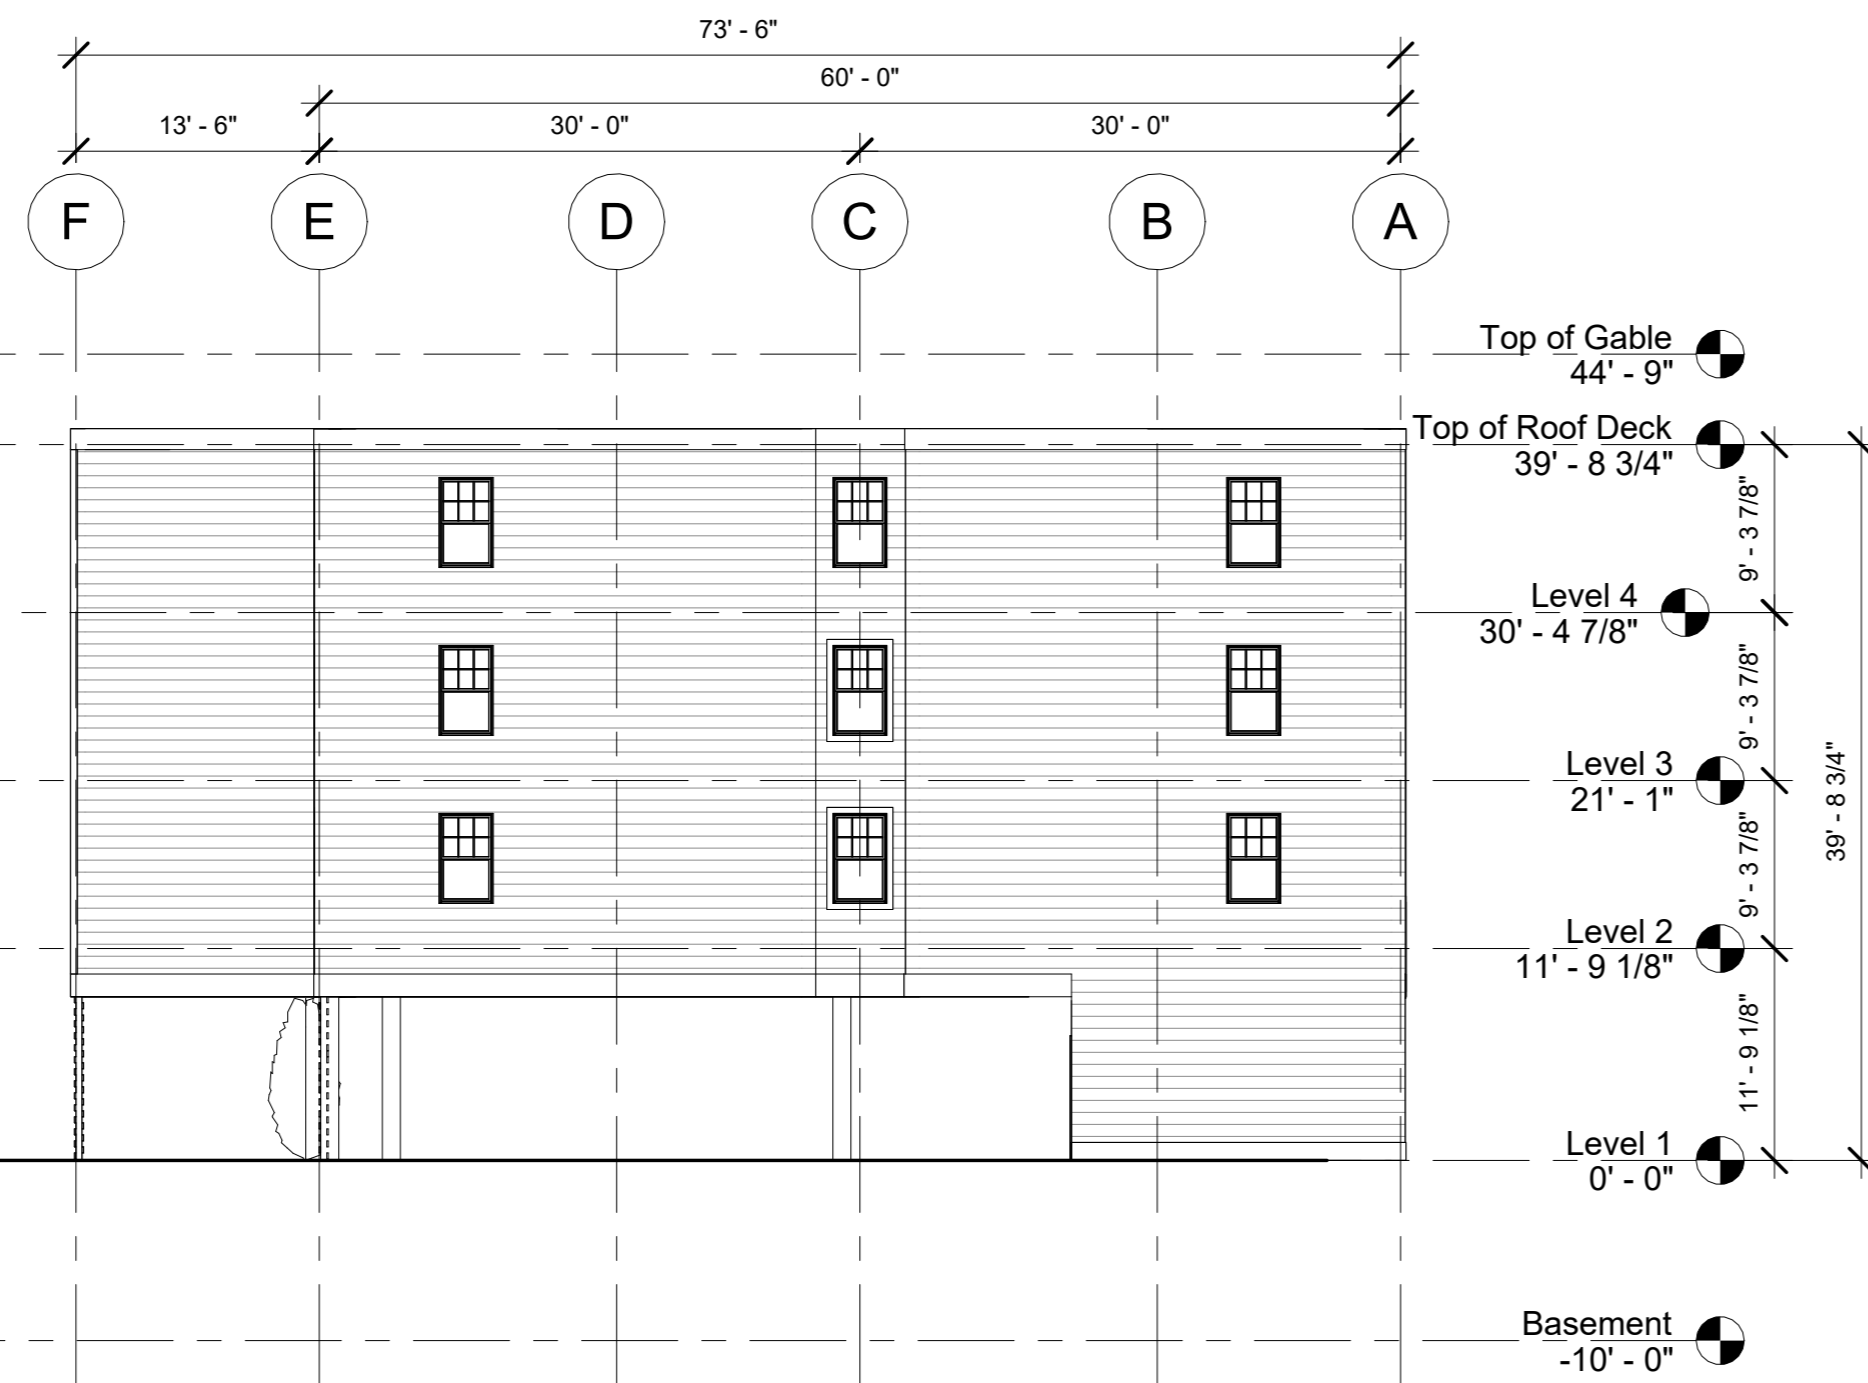 73' - 6"
60' - 0"
13' - 6"
30' - 0"
30' - 0"
F
E
D
C
B
A
Top of Gable
44' - 9"
Top of Roof Deck
39' - 8 3/4"
9' - 3 7/8"
Level 4
30' - 4 7/8"
9' - 3 7/8"
Level 3
21' - 1"
39' - 8 3/4"
9' - 3 7/8"
Level 2
11' - 9 1/8"
11' - 9 1/8"
Level 1
0' - 0"
Basement
-10' - 0"